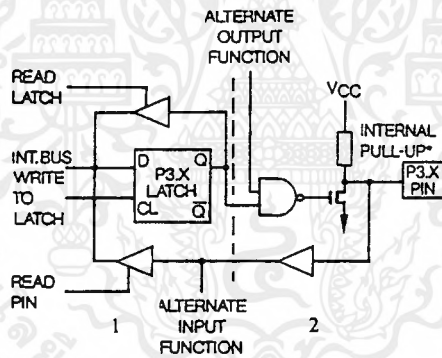 ALTERNATE
OUTPUT
FUNCTION
READ
LATCH
VCC
INTERNAL
PULL-UP*
INT.BUS
WRITE
TO
LATCH
D Q
P3.X
LATCH
CL Q
P3.X
PIN
READ
PIN
ALTERNATE
INPUT
FUNCTION
1 2